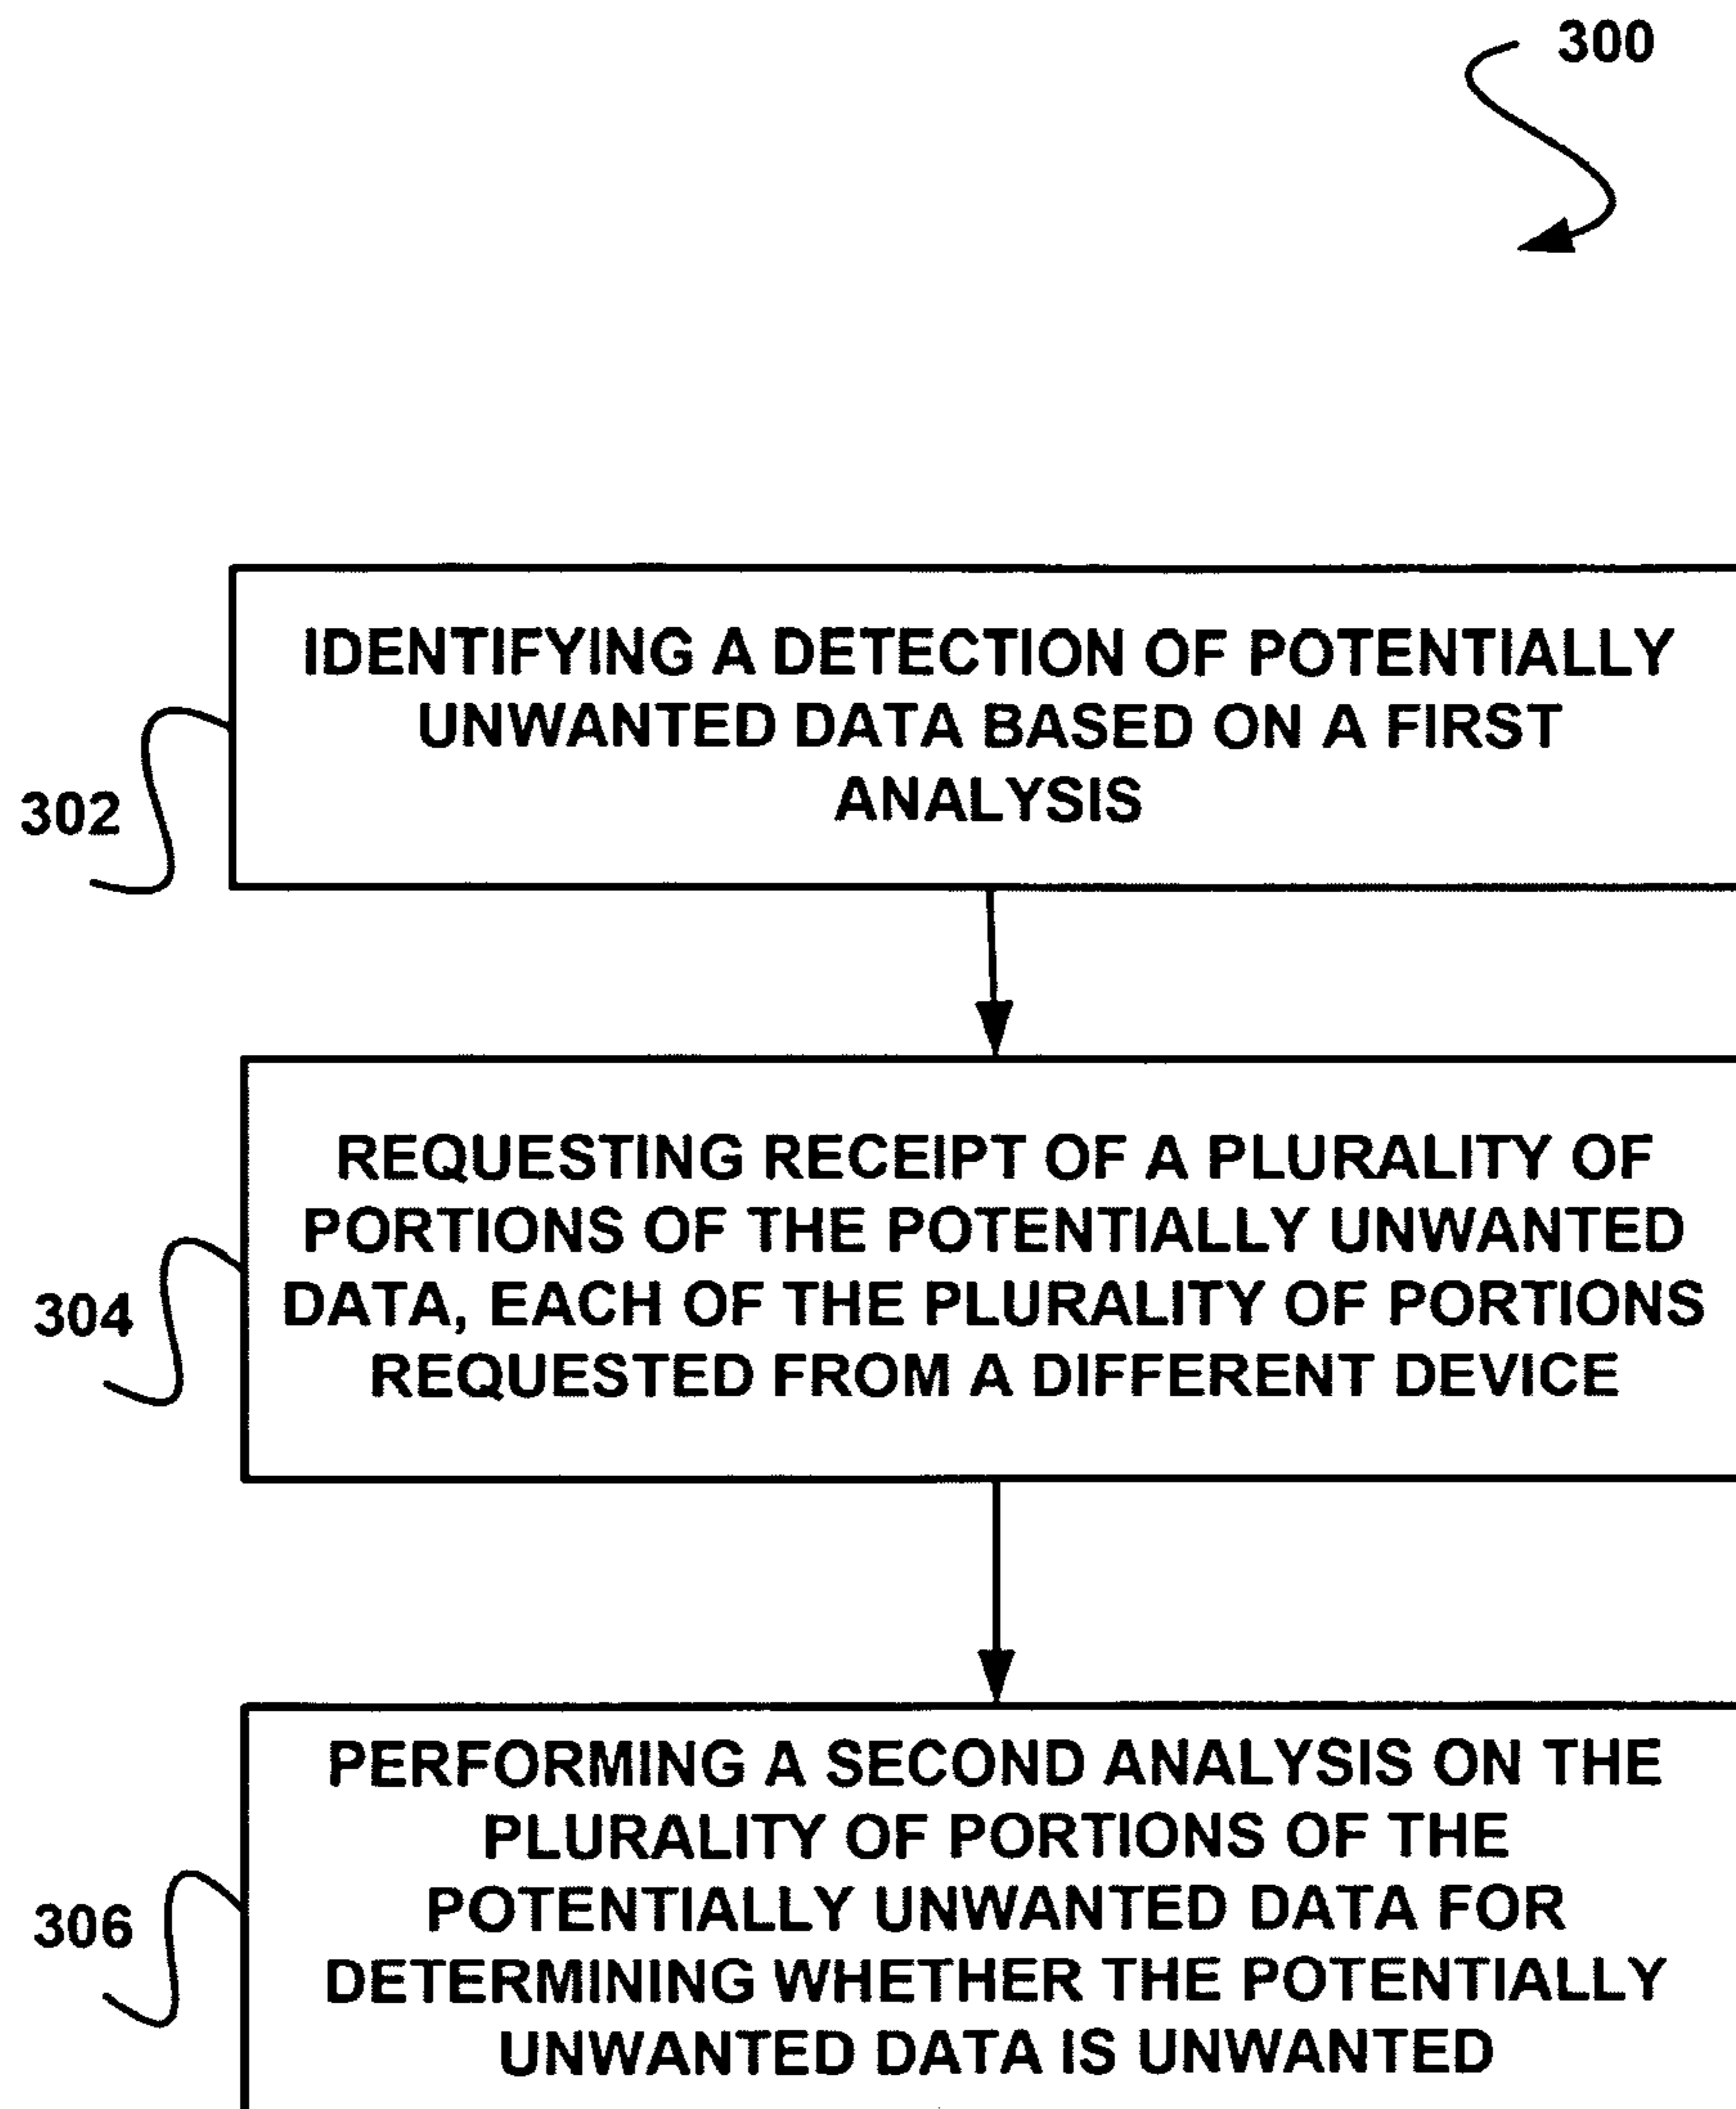 300
IDENTIFYING A DETECTION OF POTENTIALLY
UNWANTED DATA BASED ON A FIRST
ANALYSIS
302
REQUESTING RECEIPT OF A PLURALITY OF
PORTIONS OF THE POTENTIALLY UNWANTED
DATA, EACH OF THE PLURALITY OF PORTIONS
REQUESTED FROM A DIFFERENT DEVICE
304
PERFORMING A SECOND ANALYSIS ON THE
PLURALITY OF PORTIONS OF THE
POTENTIALLY UNWANTED DATA FOR
DETERMINING WHETHER THE POTENTIALLY
UNWANTED DATA IS UNWANTED
306